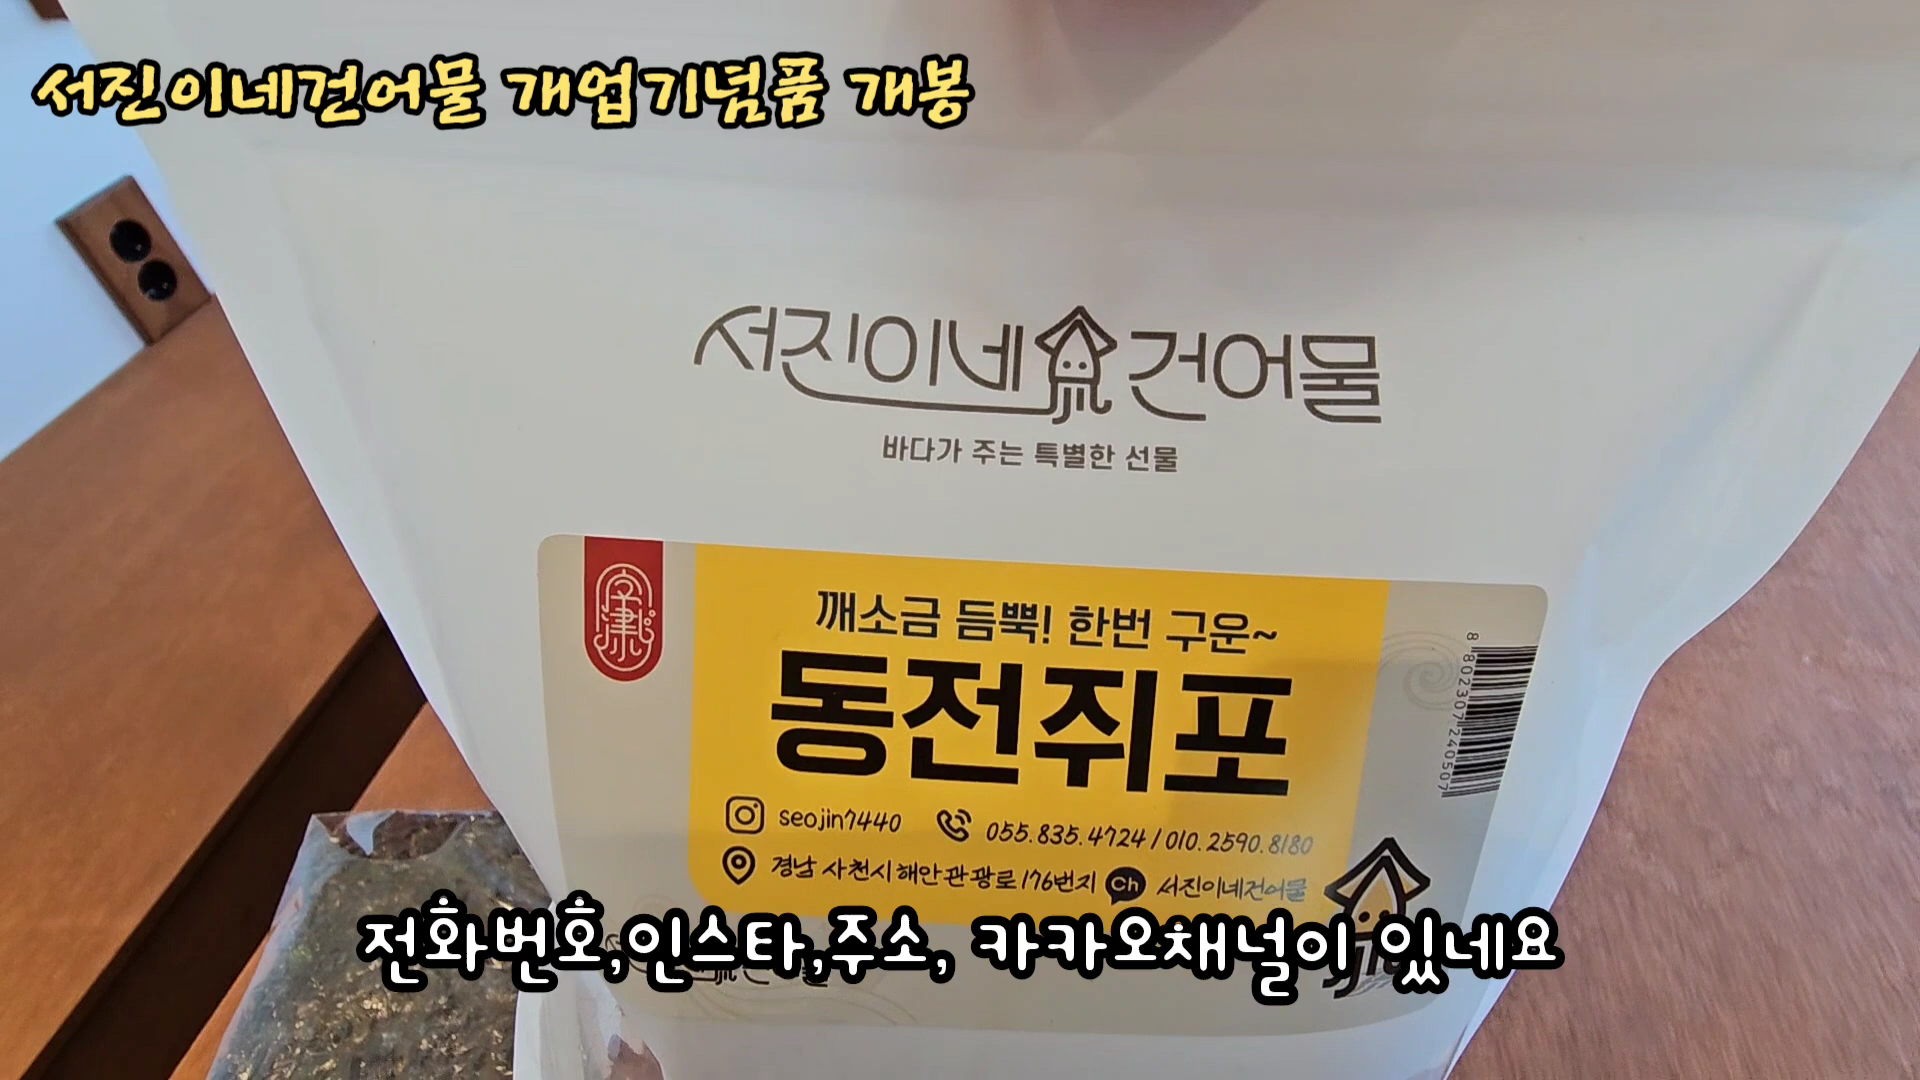 서진이네건어물 개업기념품 개봉
서진이네 건어물
바다가 주는 특별한 선물
깨소금 듬뿍! 한번 구운~
동전쥐포
seojin7440 055.835.4724 / 010.2590.8180
경남 사천시 해안관광로 176번지 Ch 서진이네건어물
8 802307 240507
전화번호,인스타,주소, 카카오채널이 있네요